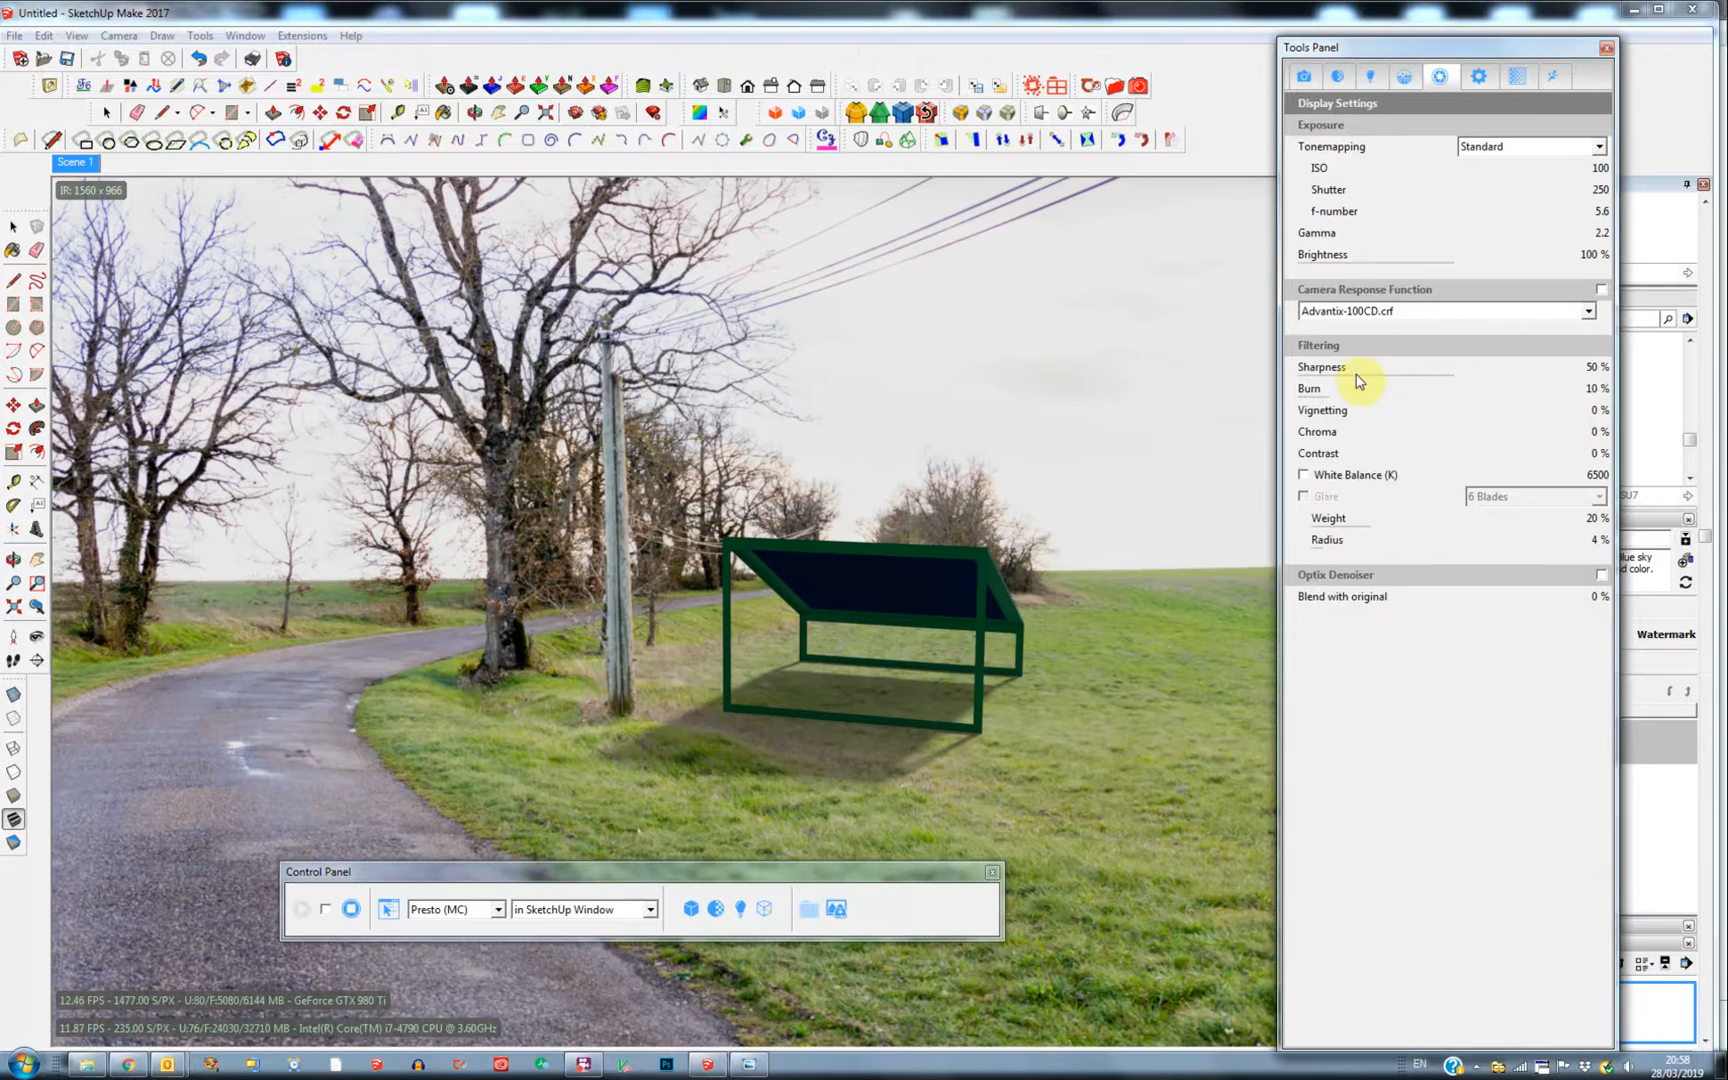 Untitled - SketchUp Make 2017
File Edit View Camera Draw Tools Window Extensions Help
Scene 1
IR: 1560 x 966
Tools Panel
Display Settings
Exposure
Tonemapping Standard
ISO 100
Shutter 250
f-number 5.6
Gamma 2.2
Brightness 100 %
Camera Response Function
Advantix-100CD.crf
Filtering
Sharpness 50 %
Burn 10 %
Vignetting 0 %
Chroma 0 %
Contrast 0 %
White Balance (K) 6500
Glare 6 Blades
Weight 20 %
Radius 4 %
Optix Denoiser
Blend with original 0 %
SU7
lue sky
nd color.
Watermark
Control Panel
Presto (MC) in SketchUp Window
12.46 FPS - 1477.00 S/PX - U:80/F:5080/6144 MB - GeForce GTX 980 Ti
11.87 FPS - 235.00 S/PX - U:76/F:24030/32710 MB - Intel(R) Core(TM) i7-4790 CPU @ 3.60GHz
EN
20:58
28/03/2019